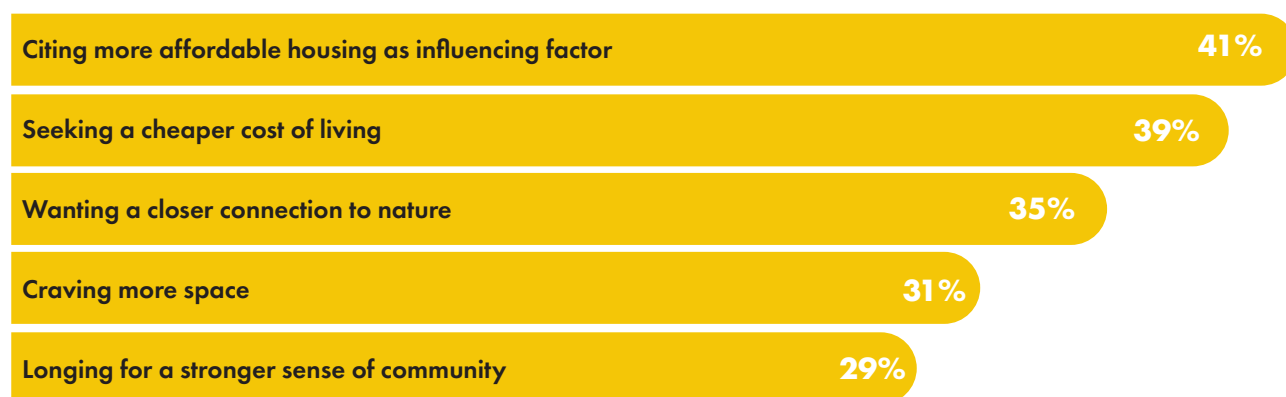 Citing more affordable housing as influencing factor 41%
Seeking a cheaper cost of living 39%
Wanting a closer connection to nature 35%
Craving more space 31%
Longing for a stronger sense of community 29%